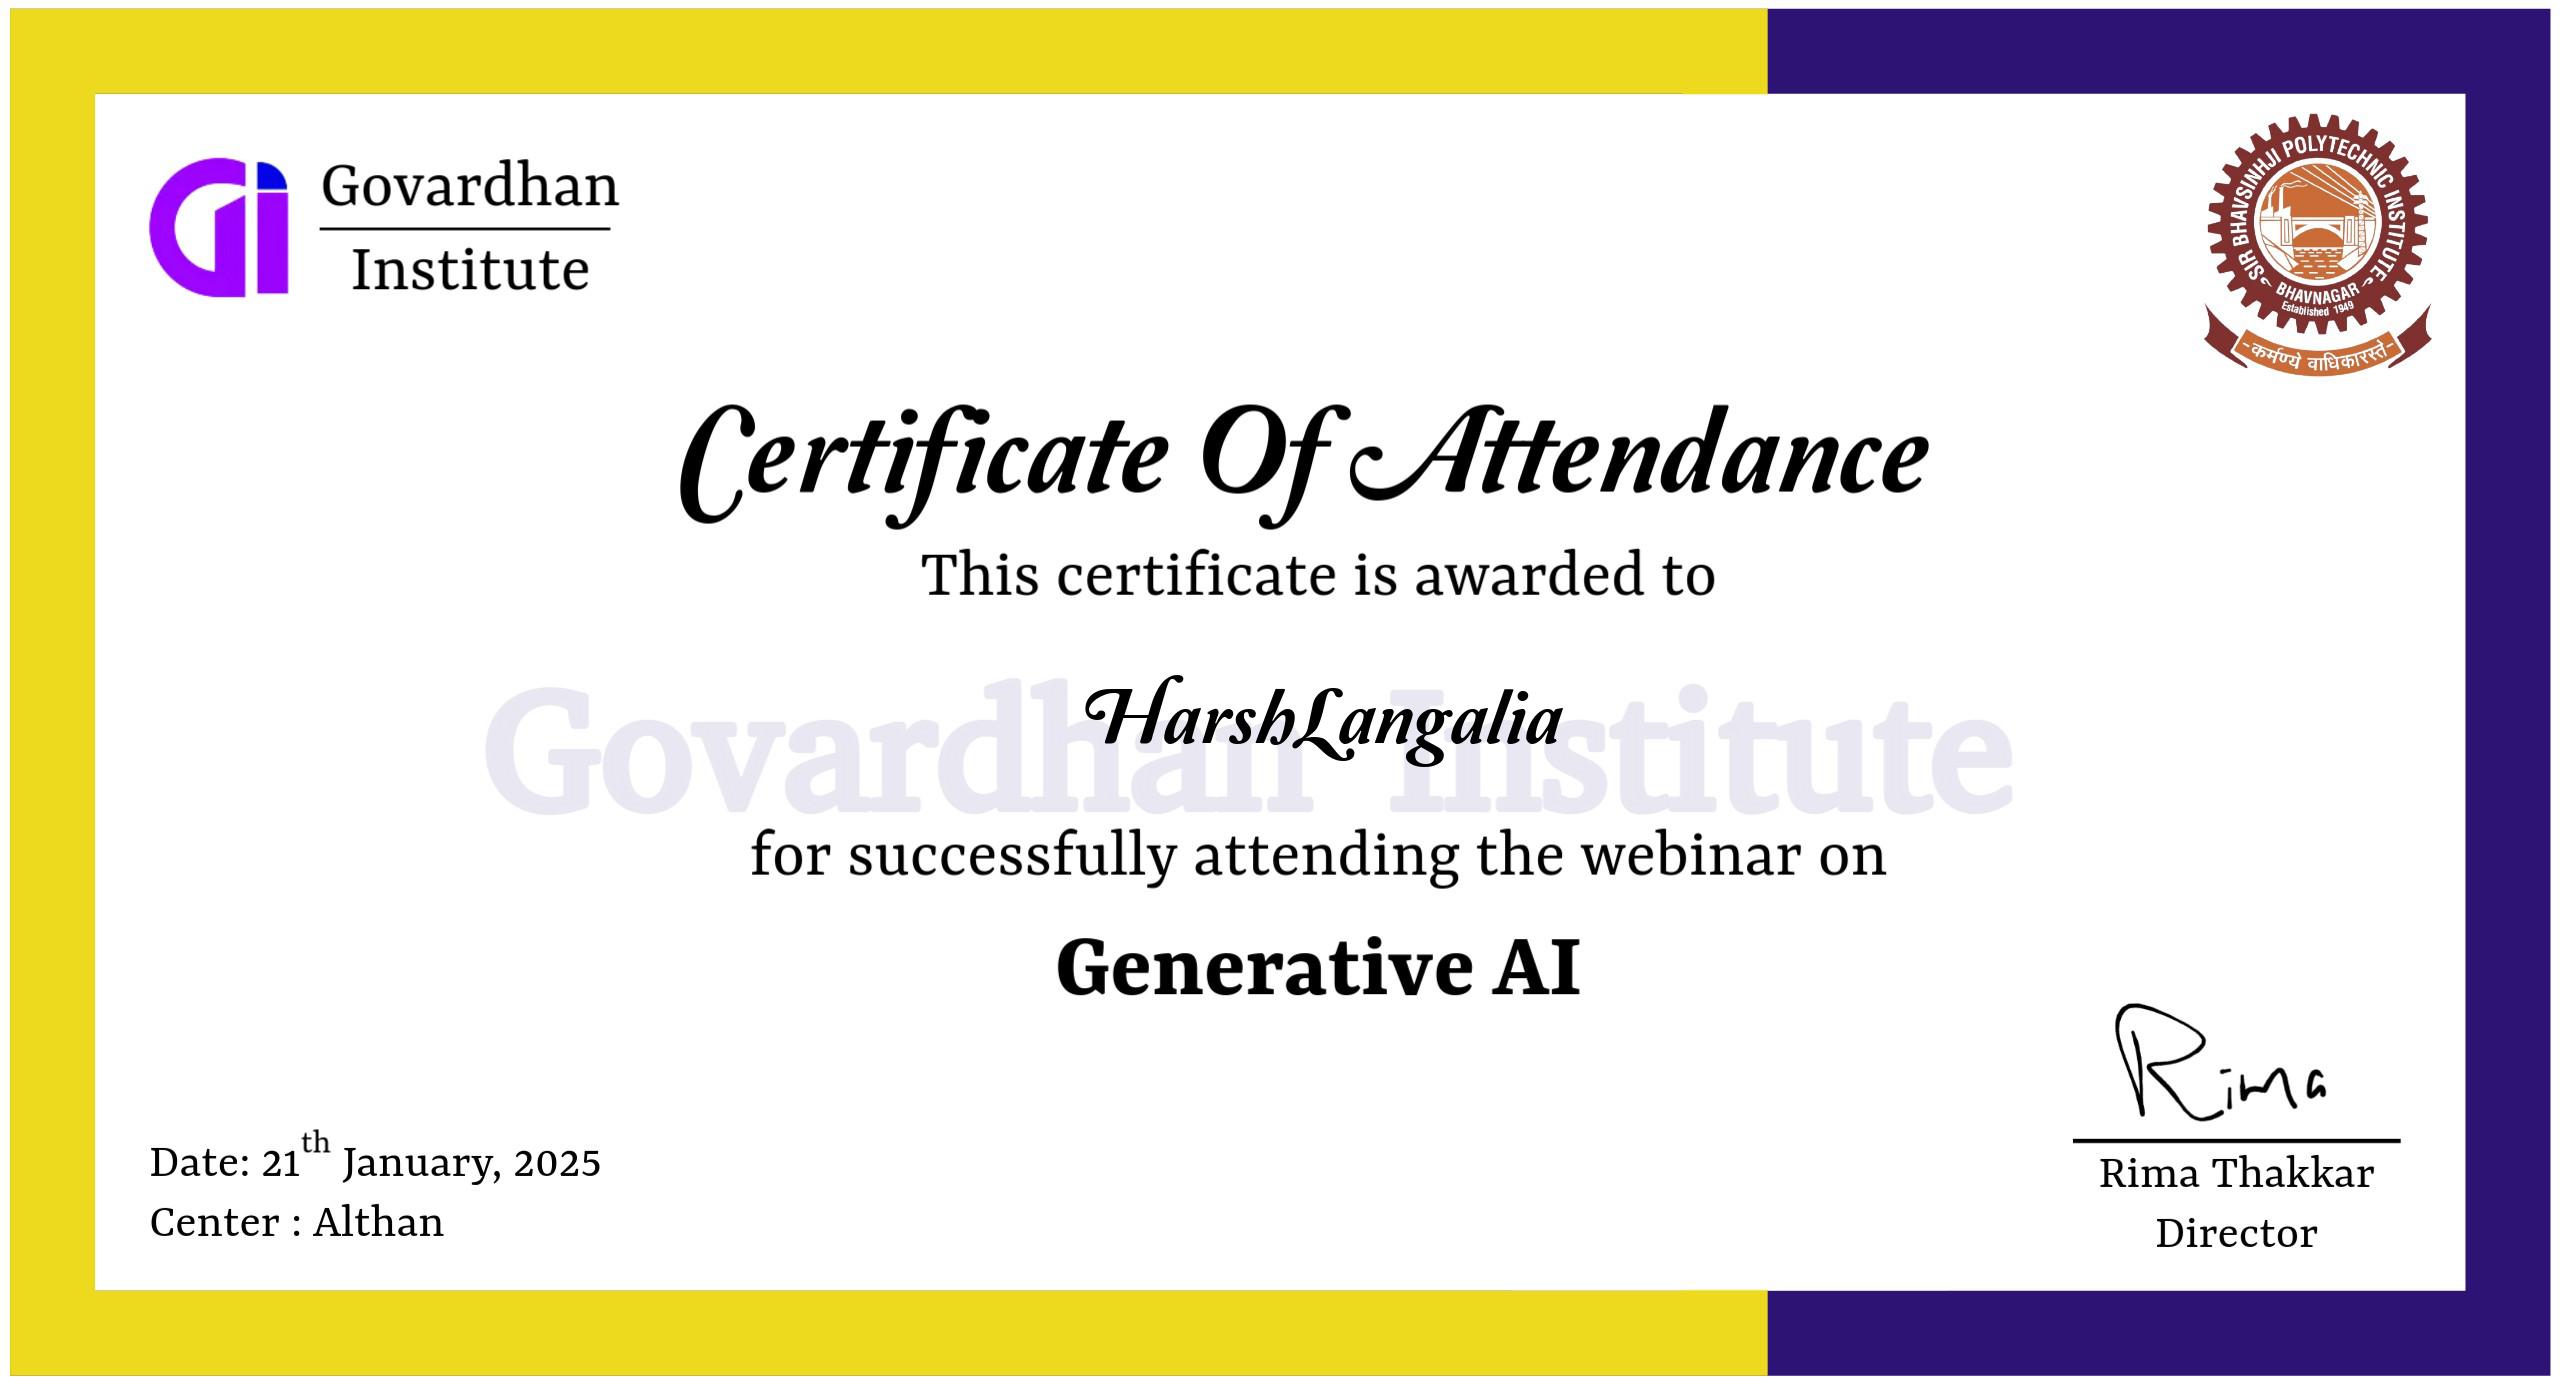 Govardhan
Institute
SIR BHAVSINHJI POLYTECHNIC INSTITUTE
BHAVNAGAR
Established 1949
-कर्मण्ये वाधिकारस्ते-
Certificate Of Attendance
This certificate is awarded to
Govardhan Institute
HarshLangalia
for successfully attending the webinar on
Generative AI
Rima
Date: 21th January, 2025
Center : Althan
Rima Thakkar
Director